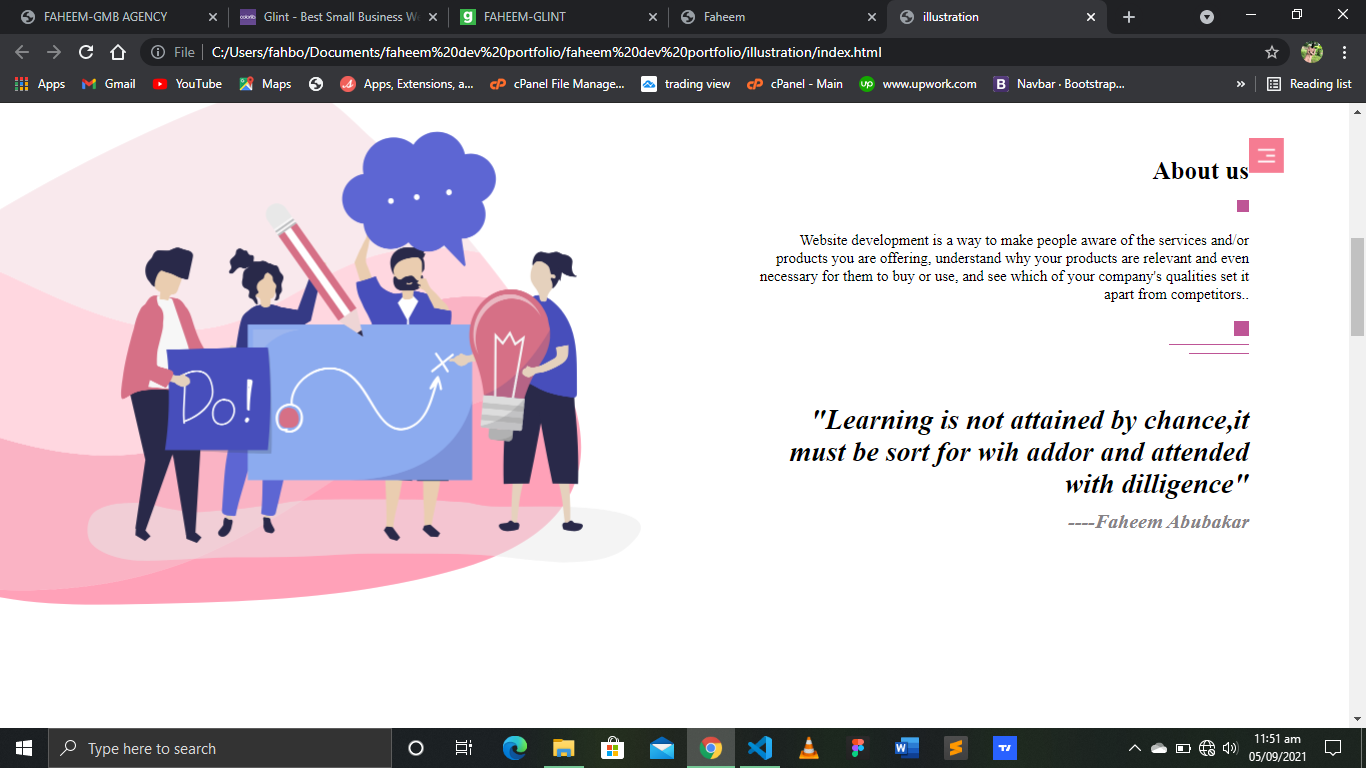 FAHEEM-GMB AGENCY
Glint - Best Small Business W
FAHEEM-GLINT
Faheem
illustration
File
C:/Users/fahbo/Documents/faheem%20dev%20portfolio/faheem%20dev%20portfolio/illustration/index.html
Apps
Gmail
YouTube
Maps
Apps, Extensions, a...
cPanel File Manage...
trading view
cPanel - Main
www.upwork.com
Navbar · Bootstrap...
»
Reading list
About us
Website development is a way to make people aware of the services and/or
products you are offering, understand why your products are relevant and even
necessary for them to buy or use, and see which of your company's qualities set it
apart from competitors..
Do!
"Learning is not attained by chance,it
must be sort for wih addor and attended
with dilligence"
----Faheem Abubakar
Type here to search
11:51 am
05/09/2021